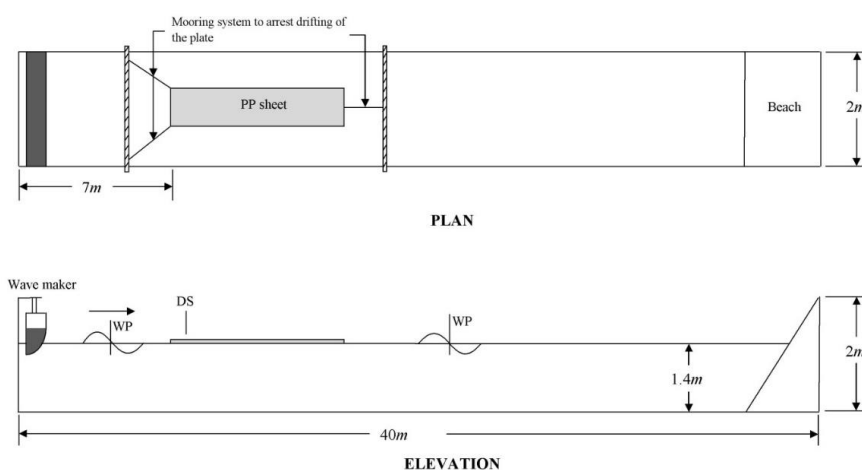 Mooring system to arrest drifting of
the plate
PP sheet
Beach
2m
7m
PLAN
Wave maker
DS
WP
WP
1.4m
2m
40m
ELEVATION